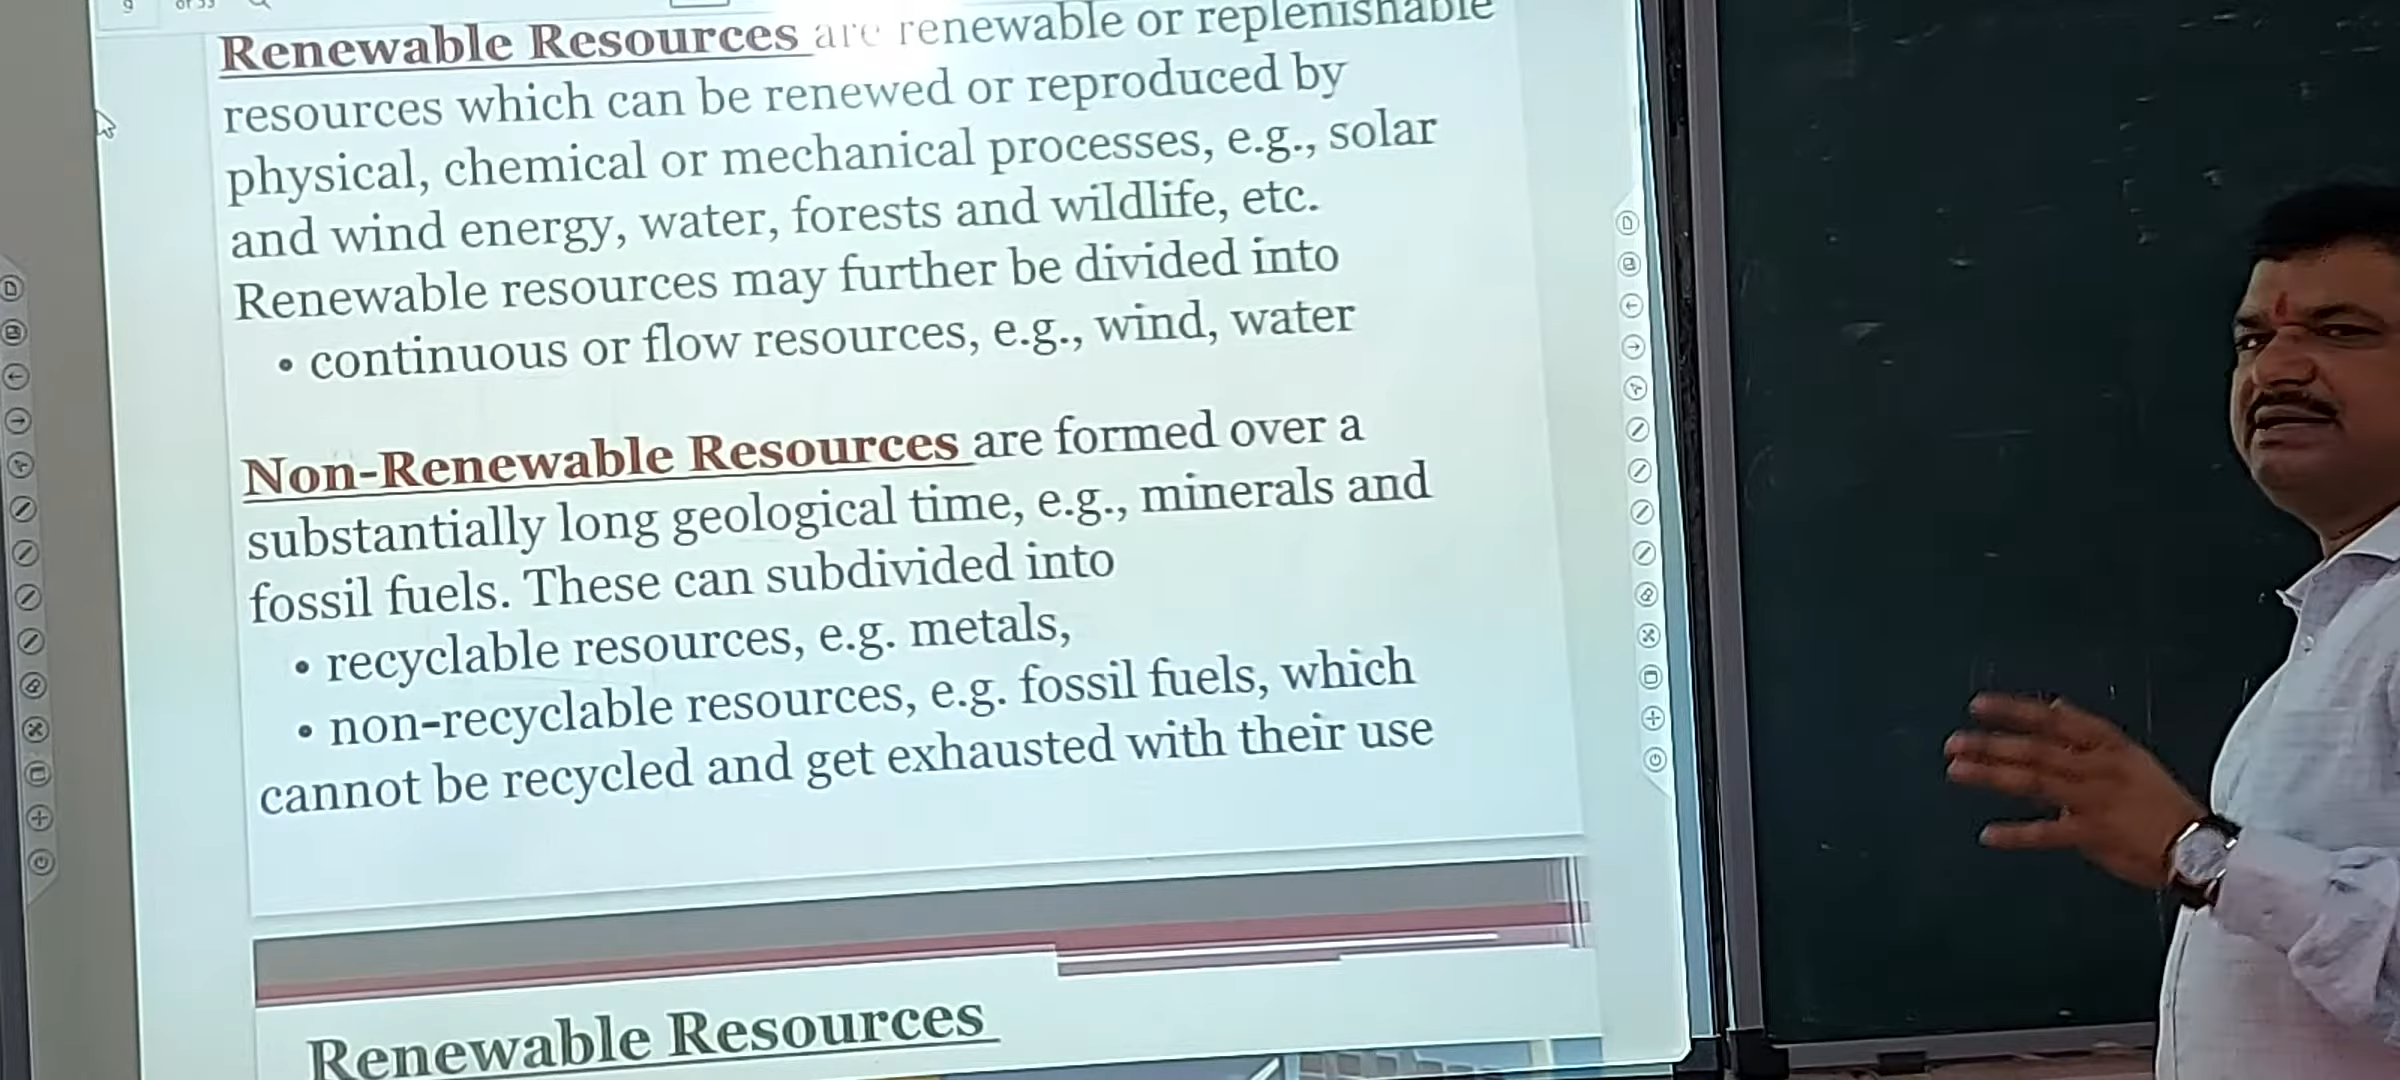 9 of 33
Renewable Resources are renewable or replenishable
resources which can be renewed or reproduced by
physical, chemical or mechanical processes, e.g., solar
and wind energy, water, forests and wildlife, etc.
Renewable resources may further be divided into
• continuous or flow resources, e.g., wind, water
Non-Renewable Resources are formed over a
substantially long geological time, e.g., minerals and
fossil fuels. These can subdivided into
• recyclable resources, e.g. metals,
• non-recyclable resources, e.g. fossil fuels, which
cannot be recycled and get exhausted with their use
Renewable Resources